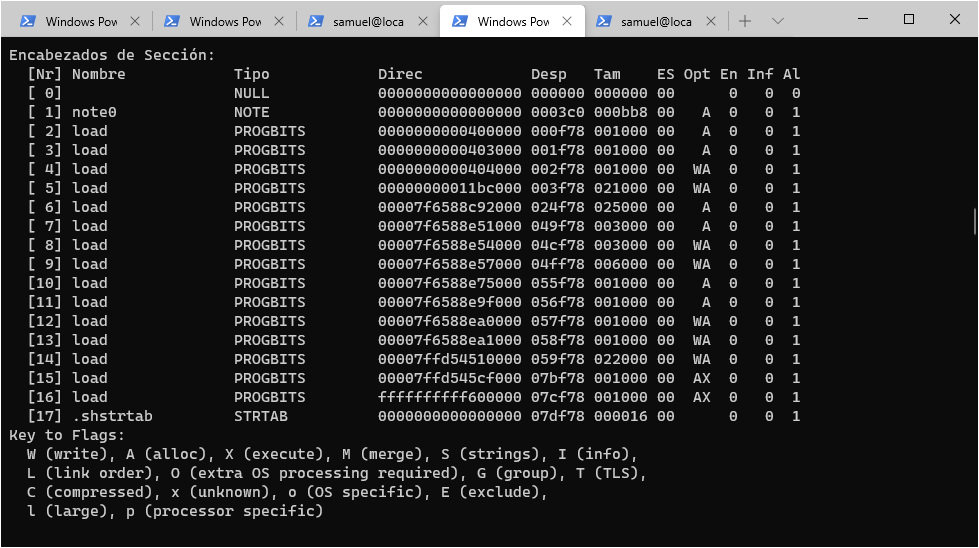 Windows Pow
Windows Pow
samuel@loca
Windows Pow
samuel@loca
Encabezados de Sección:
  [Nr] Nombre            Tipo            Direc            Desp   Tam    ES Opt En  Inf Al
  [ 0]                   NULL            0000000000000000 000000 000000 00      0   0  0
  [ 1] note0             NOTE            0000000000000000 0003c0 000bb8 00   A  0   0  1
  [ 2] load              PROGBITS        0000000000400000 000f78 001000 00   A  0   0  1
  [ 3] load              PROGBITS        0000000000403000 001f78 001000 00   A  0   0  1
  [ 4] load              PROGBITS        0000000000404000 002f78 001000 00  WA  0   0  1
  [ 5] load              PROGBITS        00000000011bc000 003f78 021000 00  WA  0   0  1
  [ 6] load              PROGBITS        00007f6588c92000 024f78 025000 00   A  0   0  1
  [ 7] load              PROGBITS        00007f6588e51000 049f78 003000 00   A  0   0  1
  [ 8] load              PROGBITS        00007f6588e54000 04cf78 003000 00  WA  0   0  1
  [ 9] load              PROGBITS        00007f6588e57000 04ff78 006000 00  WA  0   0  1
  [10] load              PROGBITS        00007f6588e75000 055f78 001000 00   A  0   0  1
  [11] load              PROGBITS        00007f6588e9f000 056f78 001000 00   A  0   0  1
  [12] load              PROGBITS        00007f6588ea0000 057f78 001000 00  WA  0   0  1
  [13] load              PROGBITS        00007f6588ea1000 058f78 001000 00  WA  0   0  1
  [14] load              PROGBITS        00007ffd54510000 059f78 022000 00  WA  0   0  1
  [15] load              PROGBITS        00007ffd545cf000 07bf78 001000 00  AX  0   0  1
  [16] load              PROGBITS        ffffffffff600000 07cf78 001000 00  AX  0   0  1
  [17] .shstrtab         STRTAB          0000000000000000 07df78 000016 00      0   0  1
Key to Flags:
  W (write), A (alloc), X (execute), M (merge), S (strings), I (info),
  L (link order), O (extra OS processing required), G (group), T (TLS),
  C (compressed), x (unknown), o (OS specific), E (exclude),
  l (large), p (processor specific)